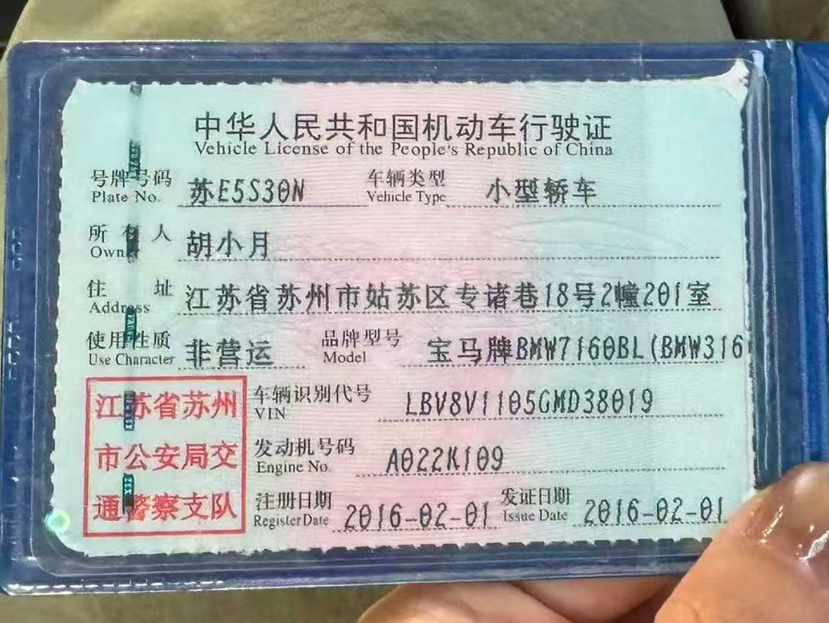 中华人民共和国机动车行驶证
Vehicle License of the People's Republic of China
号牌号码 苏E5S30N 车辆类型 小型轿车
Plate No. Vehicle Type
所有人 胡小月
Owner
住址 江苏省苏州市姑苏区专诸巷18号2幢201室
Address
使用性质 非营运 品牌型号 宝马牌BMW7160BL(BMW316
Use Character Model
车辆识别代号 LBV8V1105GMD38019
VIN
发动机号码 A022K109
Engine No.
注册日期 2016-02-01 发证日期 2016-02-01
Register Date Issue Date
江苏省苏州
市公安局交
通警察支队